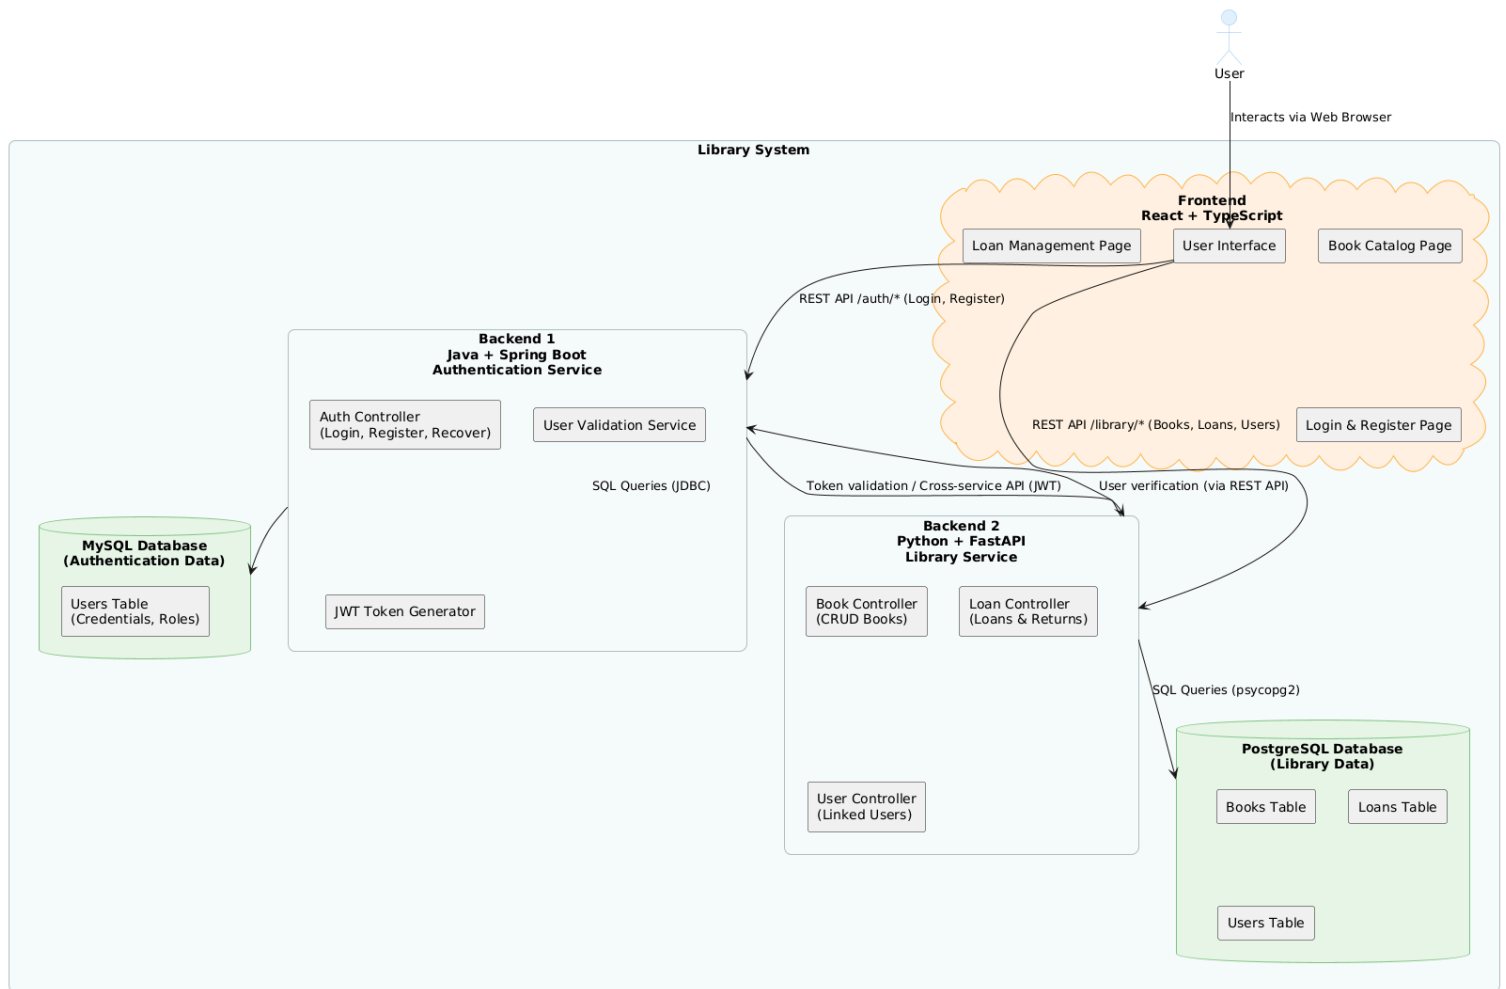 User
Interacts via Web Browser
Library System
Frontend
React + TypeScript
Loan Management Page
User Interface
Book Catalog Page
REST API /auth/* (Login, Register)
Backend 1
Java + Spring Boot
Authentication Service
Auth Controller
(Login, Register, Recover)
User Validation Service
REST API /library/* (Books, Loans, Users)
Login & Register Page
SQL Queries (JDBC)
Token validation / Cross-service API (JWT)
User verification (via REST API)
MySQL Database
(Authentication Data)
Users Table
(Credentials, Roles)
JWT Token Generator
Backend 2
Python + FastAPI
Library Service
Book Controller
(CRUD Books)
Loan Controller
(Loans & Returns)
SQL Queries (psycopg2)
User Controller
(Linked Users)
PostgreSQL Database
(Library Data)
Books Table
Loans Table
Users Table